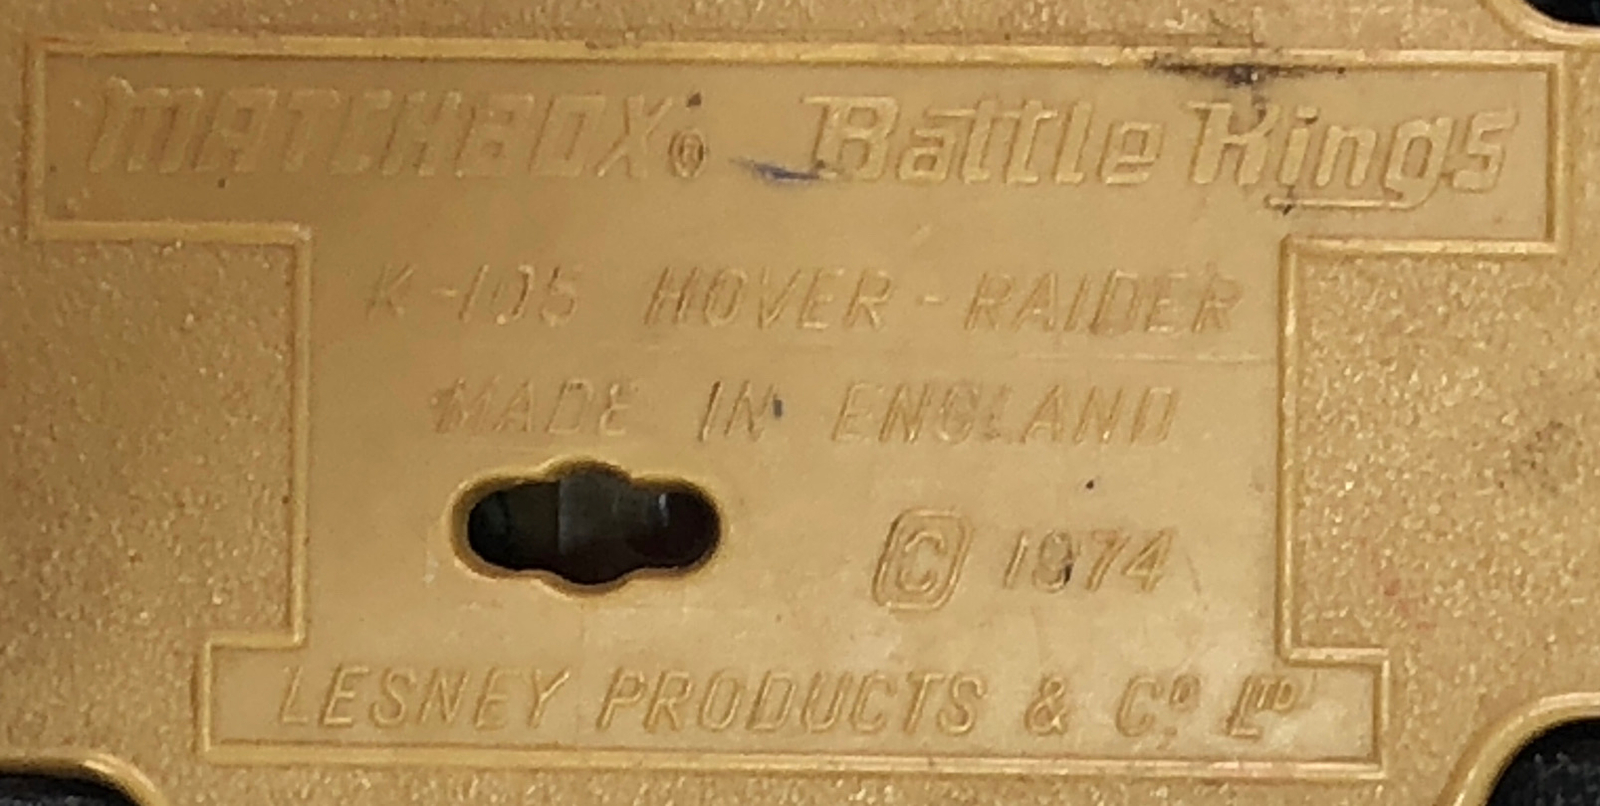 MATCHBOX® Battle Kings
K-105 HOVER-RAIDER
MADE IN ENGLAND
© 1974
LESNEY PRODUCTS & Cº LTD